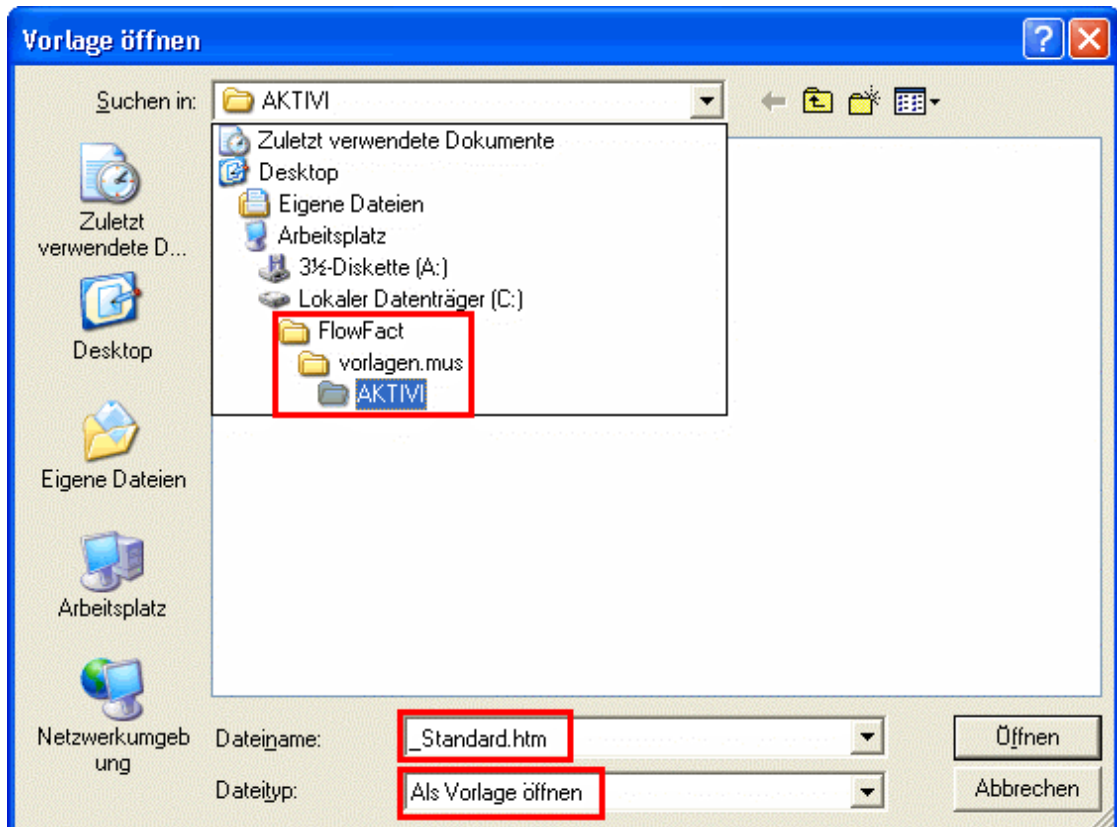 Vorlage öffnen
Suchen in:
AKTIVI
Zuletzt verwendete Dokumente
Desktop
Eigene Dateien
Arbeitsplatz
3½-Diskette (A:)
Lokaler Datenträger (C:)
FlowFact
vorlagen.mus
AKTIVI
Zuletzt
verwendete D...
Desktop
Eigene Dateien
Arbeitsplatz
Netzwerkumgeb
ung
Dateiname:
_Standard.htm
Öffnen
Dateityp:
Als Vorlage öffnen
Abbrechen